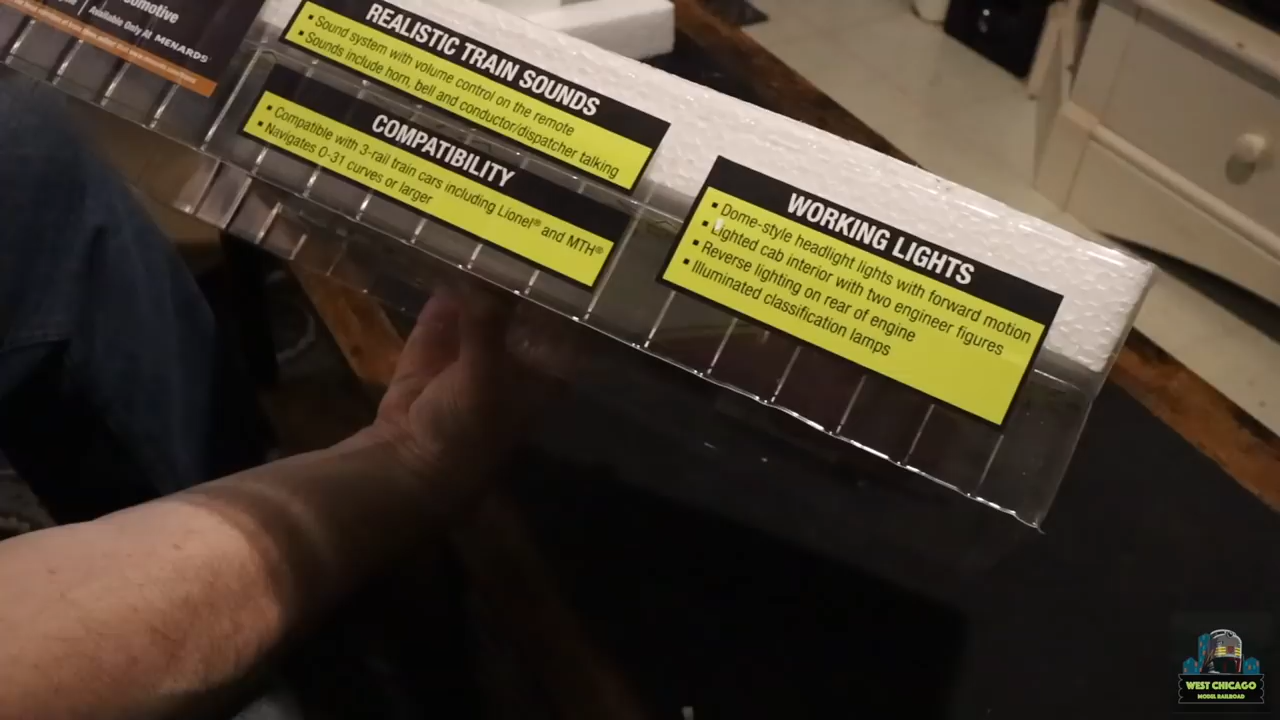 omotive
Available Only At MENARDS
REALISTIC TRAIN SOUNDS
▪ Sound system with volume control on the remote
▪ Sounds include horn, bell and conductor/dispatcher talking
COMPATIBILITY
▪ Compatible with 3-rail train cars including Lionel® and MTH®
▪ Navigates O-31 curves or larger
WORKING LIGHTS
▪ Dome-style headlight lights with forward motion
▪ Lighted cab interior with two engineer figures
▪ Reverse lighting on rear of engine
▪ Illuminated classification lamps
WEST CHICAGO
MODEL RAILROAD